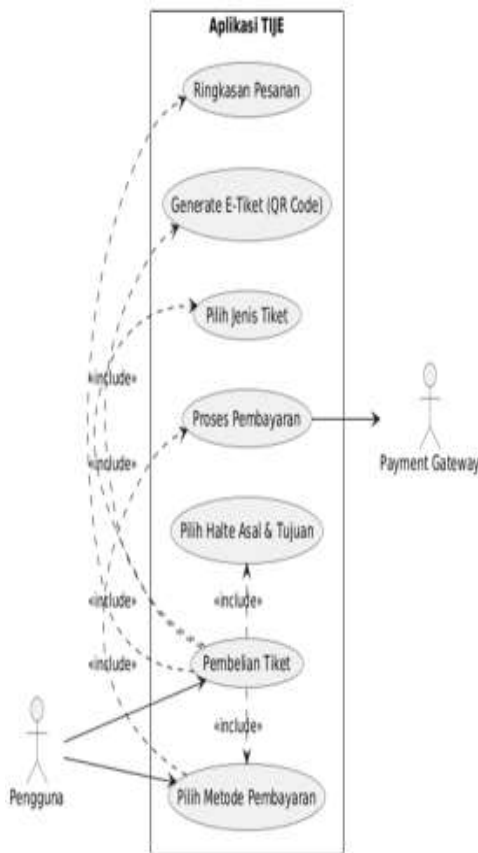 Aplikasi TIJE
Ringkasan Pesanan
Generate E-Tiket (QR Code)
Pilih Jenis Tiket
«include»
Proses Pembayaran
Payment Gateway
«include»
Pilih Halte Asal & Tujuan
«include»
«include»
Pembelian Tiket
«include»
«include»
Pengguna
Pilih Metode Pembayaran